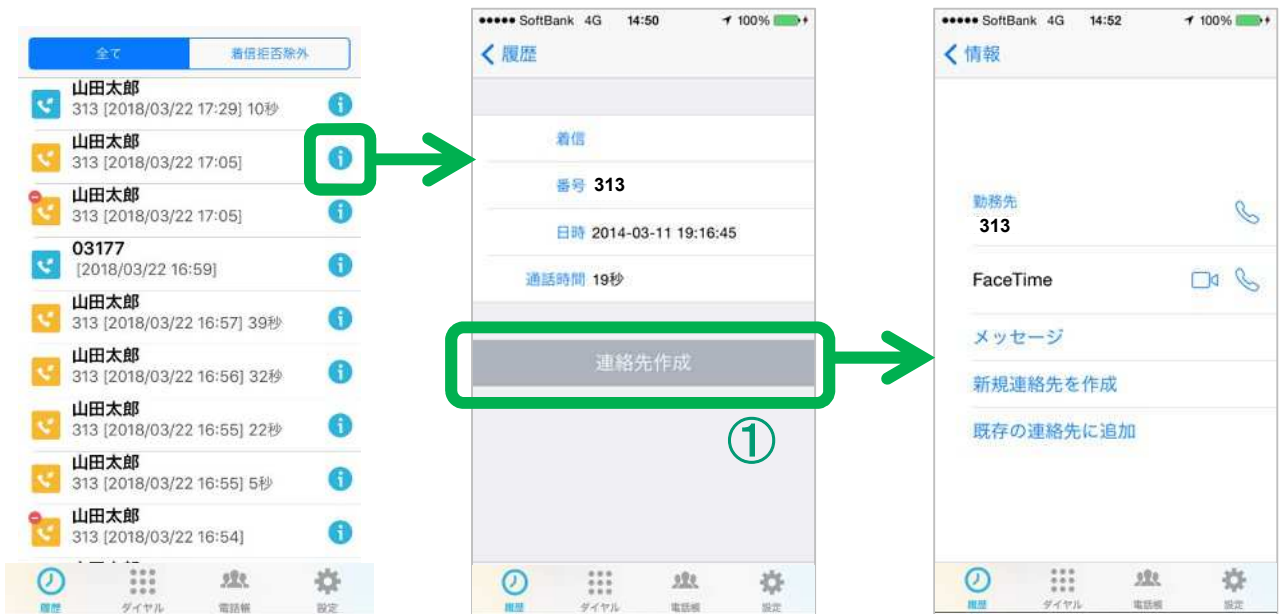 全て
着信拒否除外
山田太郎
313 [2018/03/22 17:29] 10秒
山田太郎
313 [2018/03/22 17:05]
山田太郎
313 [2018/03/22 17:05]
03177
[2018/03/22 16:59]
山田太郎
313 [2018/03/22 16:57] 39秒
山田太郎
313 [2018/03/22 16:56] 32秒
山田太郎
313 [2018/03/22 16:55] 22秒
山田太郎
313 [2018/03/22 16:55] 5秒
山田太郎
313 [2018/03/22 16:54]
履歴
ダイヤル
電話帳
設定
SoftBank 4G 14:50 100%
履歴
着信
番号 313
日時 2014-03-11 19:16:45
通話時間 19秒
連絡先作成
①
履歴
ダイヤル
電話帳
設定
SoftBank 4G 14:52 100%
情報
勤務先
313
FaceTime
メッセージ
新規連絡先を作成
既存の連絡先に追加
履歴
ダイヤル
電話帳
設定